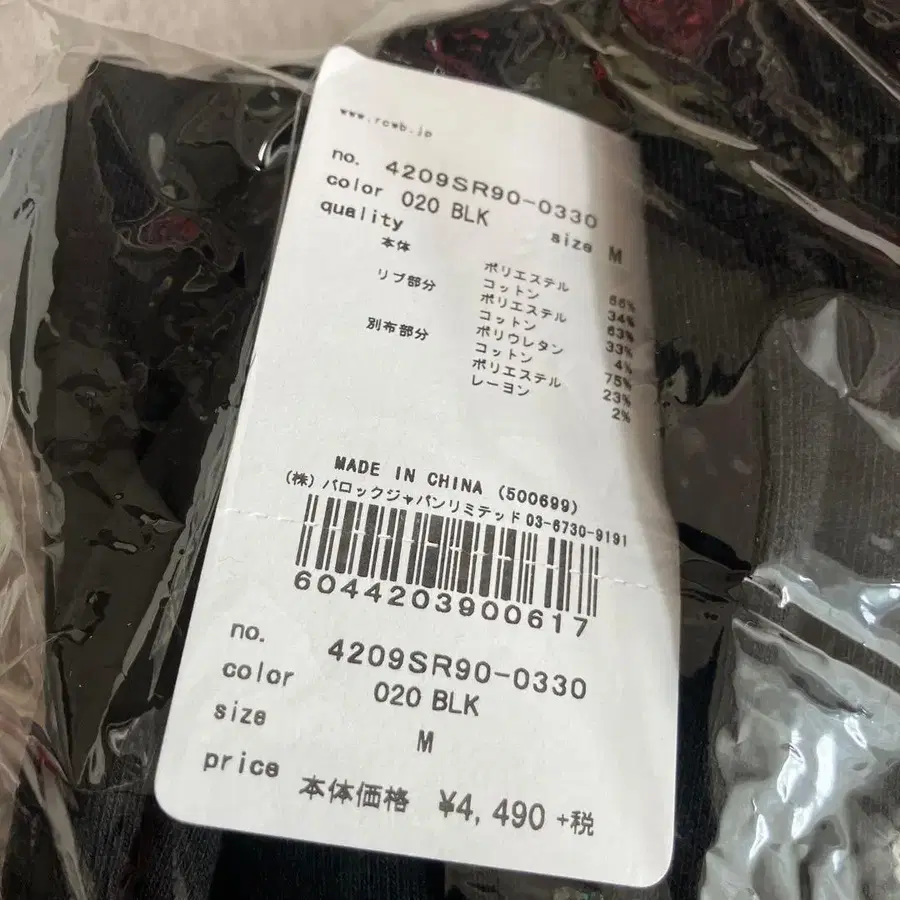 www.rcwb.jp
no. 4209SR90-0330
color 020 BLK size M
quality
本体 ポリエステル 66%
コットン 34%
リブ部分 ポリエステル 63%
コットン 33%
ポリウレタン 4%
別布部分 コットン 75%
ポリエステル 23%
レーヨン 2%
MADE IN CHINA (500699)
(株) バロックジャパンリミテッド 03-6730-9191
6044203900617
no. 4209SR90-0330
color 020 BLK
size M
price 本体価格 ¥4,490 +税